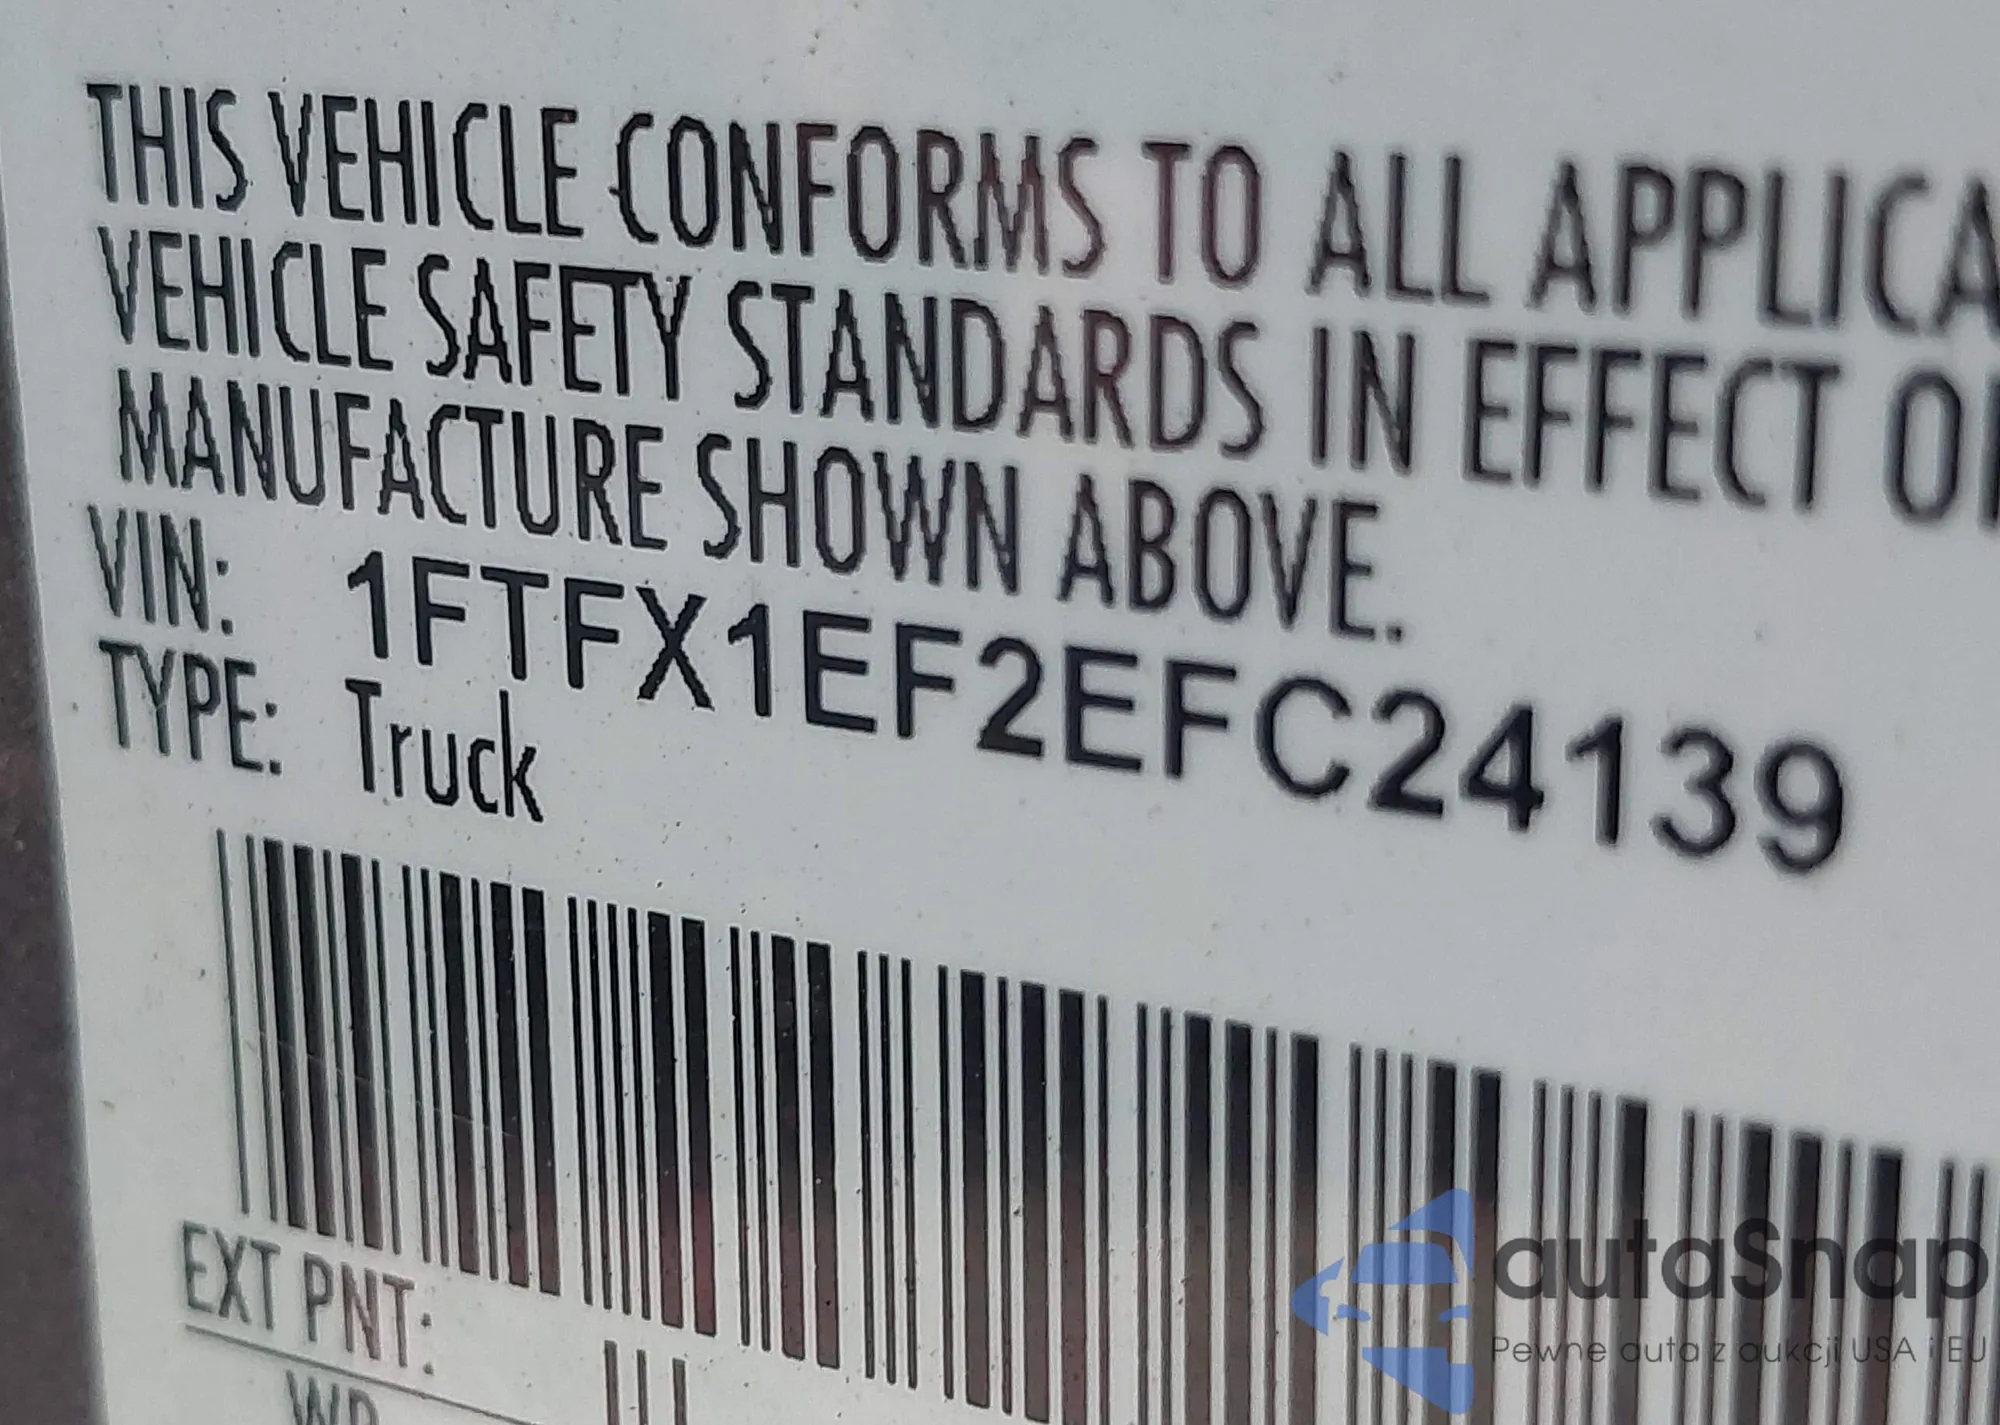 THIS VEHICLE CONFORMS TO ALL APPLICA
VEHICLE SAFETY STANDARDS IN EFFECT O
MANUFACTURE SHOWN ABOVE.
VIN: 1FTFX1EF2EFC24139
TYPE: Truck
EXT PNT:
autaSnap
Pewne auta z aukcji USA i EU